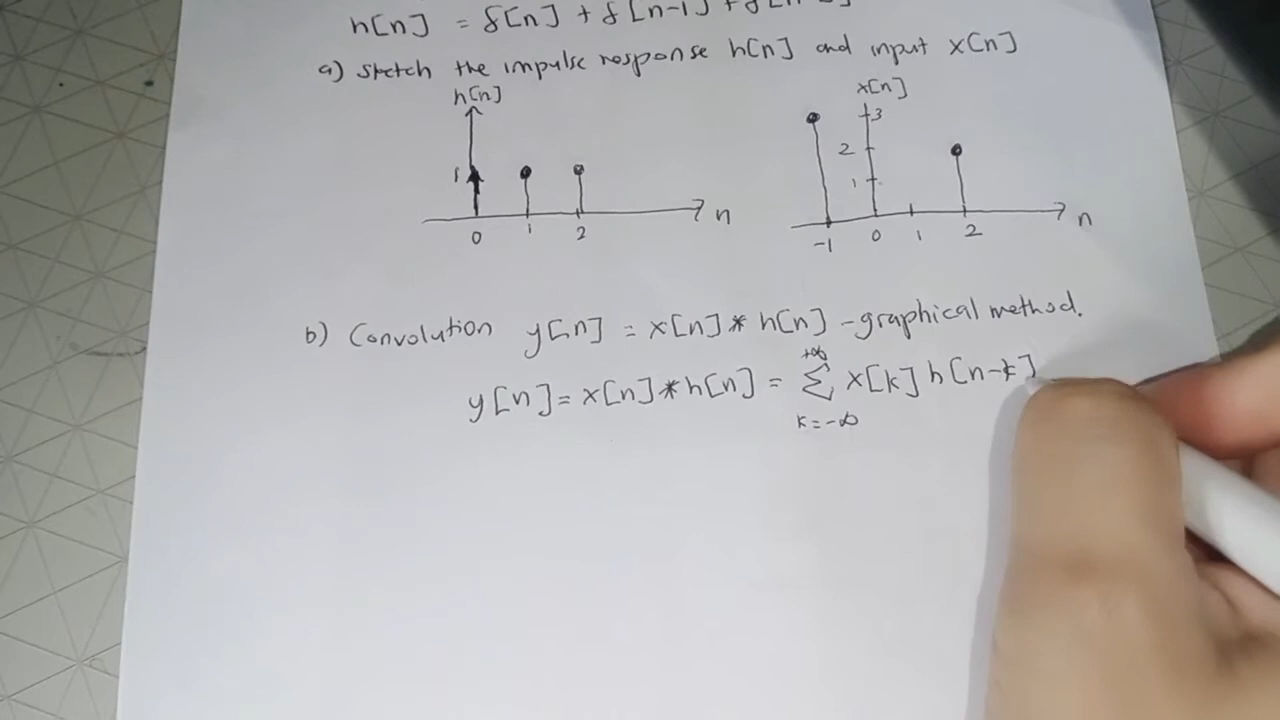 h[n] = δ[n] + δ[n-1] + δ[n
a) sketch the impulse response h[n] and input x[n]
h[n]
1
0 1 2 n
x[n]
3
2
1
-1 0 1 2 n
b) Convolution y[n] = x[n] * h[n] - graphical method.
y[n] = x[n] * h[n] = +∞ Σ k=-∞ x[k] h[n-k]